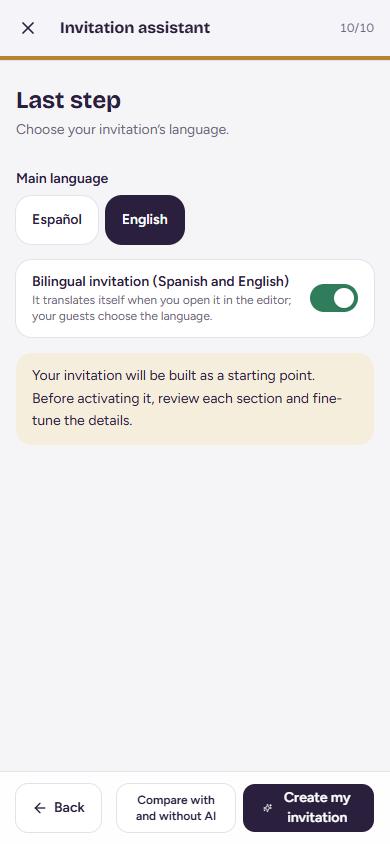 Invitation assistant
10/10
Last step
Choose your invitation's language.
Main language
Español
English
Bilingual invitation (Spanish and English)
It translates itself when you open it in the editor;
your guests choose the language.
Your invitation will be built as a starting point.
Before activating it, review each section and fine-
tune the details.
Back
Compare with
and without AI
Create my
invitation